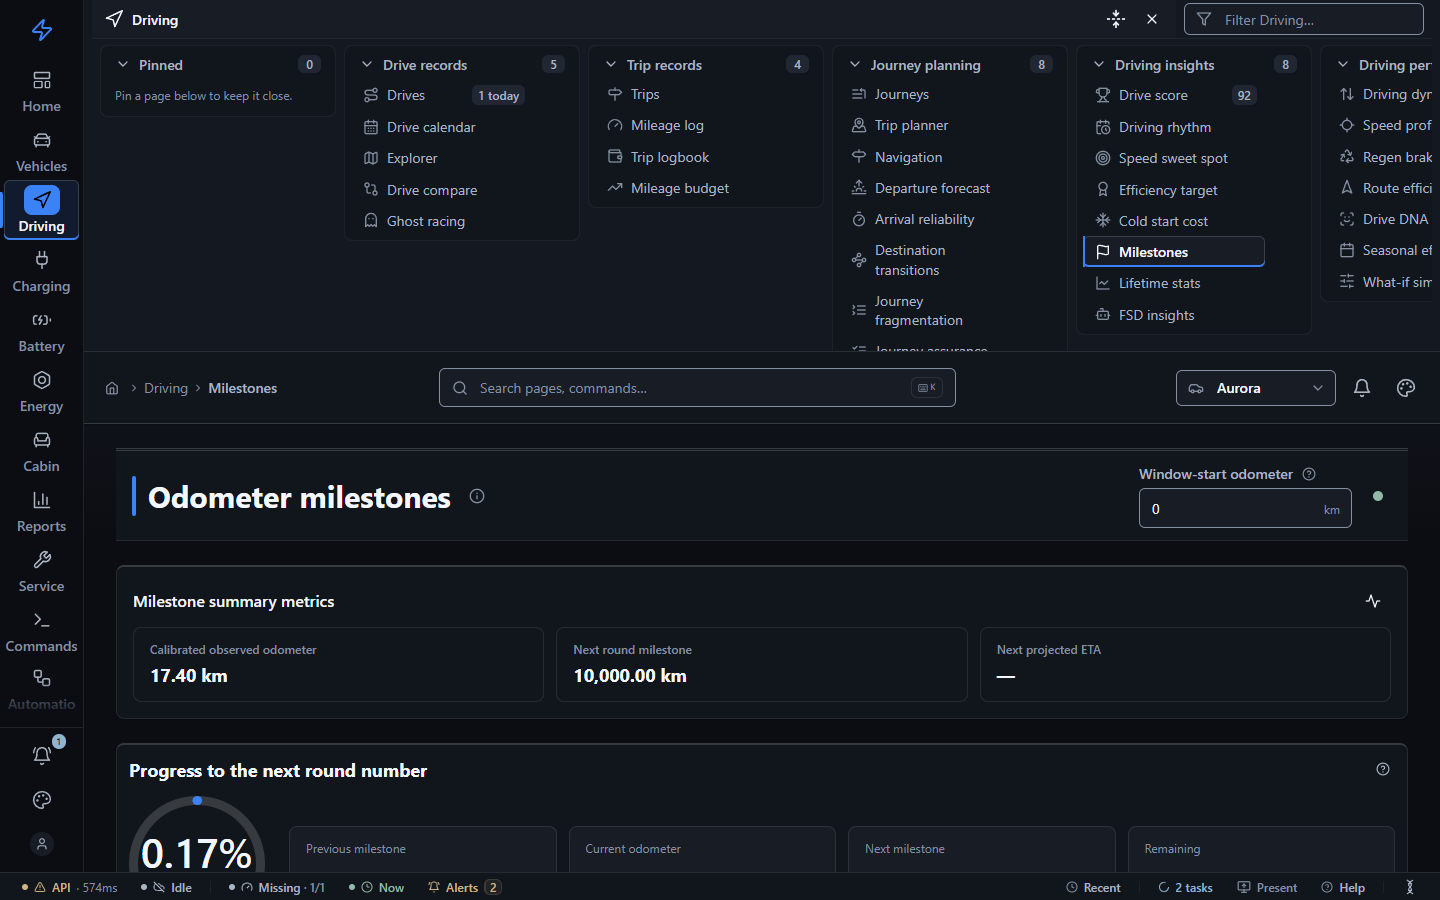 Driving
Filter Driving...
Home
Vehicles
Driving
Charging
Battery
Energy
Cabin
Reports
Service
Commands
Automatio
1
Pinned 0
Pin a page below to keep it close.
Drive records 5
Drives 1 today
Drive calendar
Explorer
Drive compare
Ghost racing
Trip records 4
Trips
Mileage log
Trip logbook
Mileage budget
Journey planning 8
Journeys
Trip planner
Navigation
Departure forecast
Arrival reliability
Destination
transitions
Journey
fragmentation
Journey assurance
Driving insights 8
Drive score 92
Driving rhythm
Speed sweet spot
Efficiency target
Cold start cost
Milestones
Lifetime stats
FSD insights
Driving per
Driving dyn
Speed prof
Regen brak
Route effici
Drive DNA
Seasonal ef
What-if sim
Driving > Milestones
Search pages, commands... K
Aurora
Odometer milestones
Window-start odometer
0 km
Milestone summary metrics
Calibrated observed odometer
17.40 km
Next round milestone
10,000.00 km
Next projected ETA
—
Progress to the next round number
0.17%
Previous milestone
Current odometer
Next milestone
Remaining
API · 574ms
Idle
Missing · 1/1
Now
Alerts 2
Recent
2 tasks
Present
Help